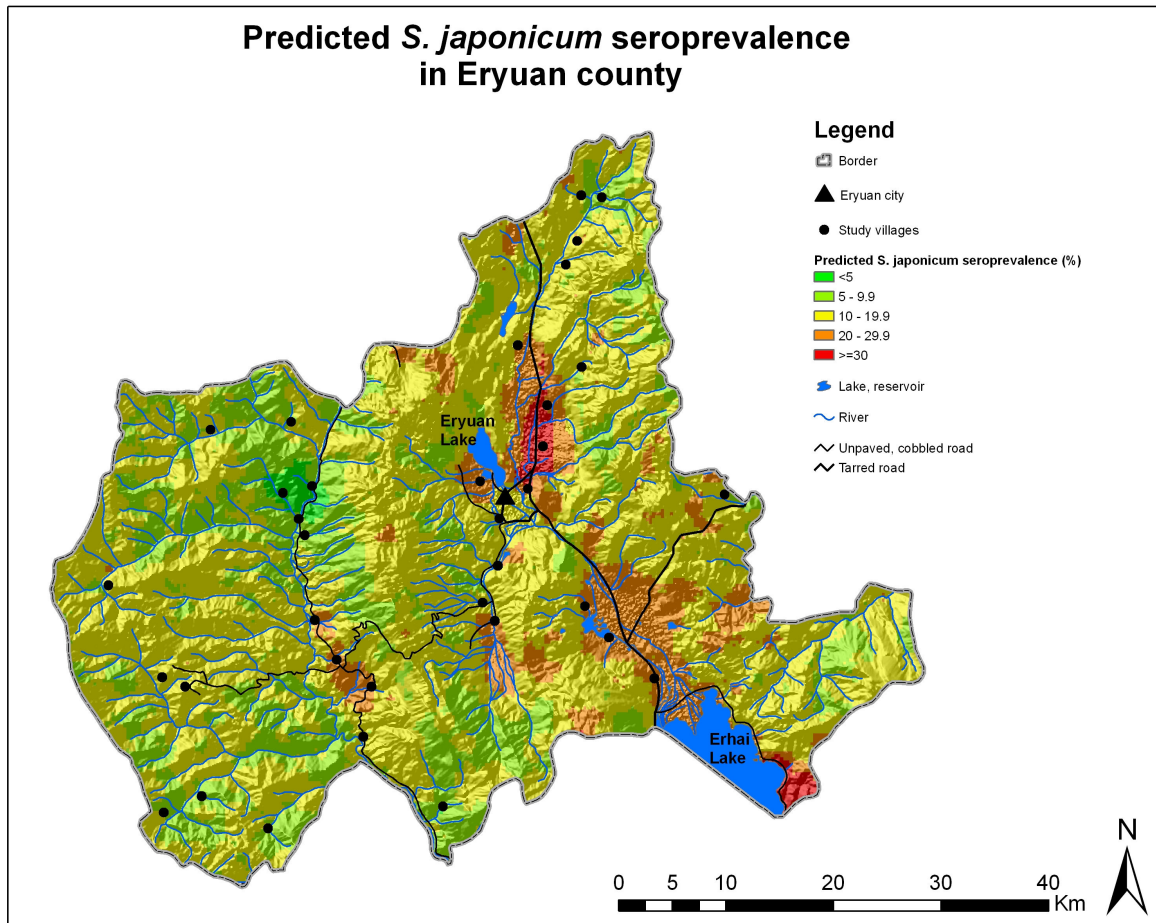 Predicted S. japonicum seroprevalence
in Eryuan county
Legend
Border
Eryuan city
Study villages
Predicted S. japonicum seroprevalence (%)
<5
5 - 9.9
10 - 19.9
20 - 29.9
>=30
Lake, reservoir
River
Unpaved, cobbled road
Tarred road
Eryuan
Lake
Erhai
Lake
N
0 5 10 20 30 40
Km